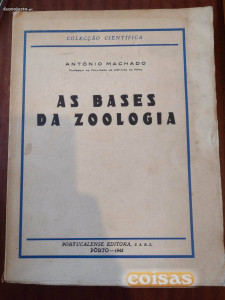 COLECÇÃO CIENTÍFICA
ANTÓNIO MACHADO
AS BASES
DA ZOOLOGIA
PORTUCALENSE EDITORA, S.A.R.L.
PÔRTO
coisas